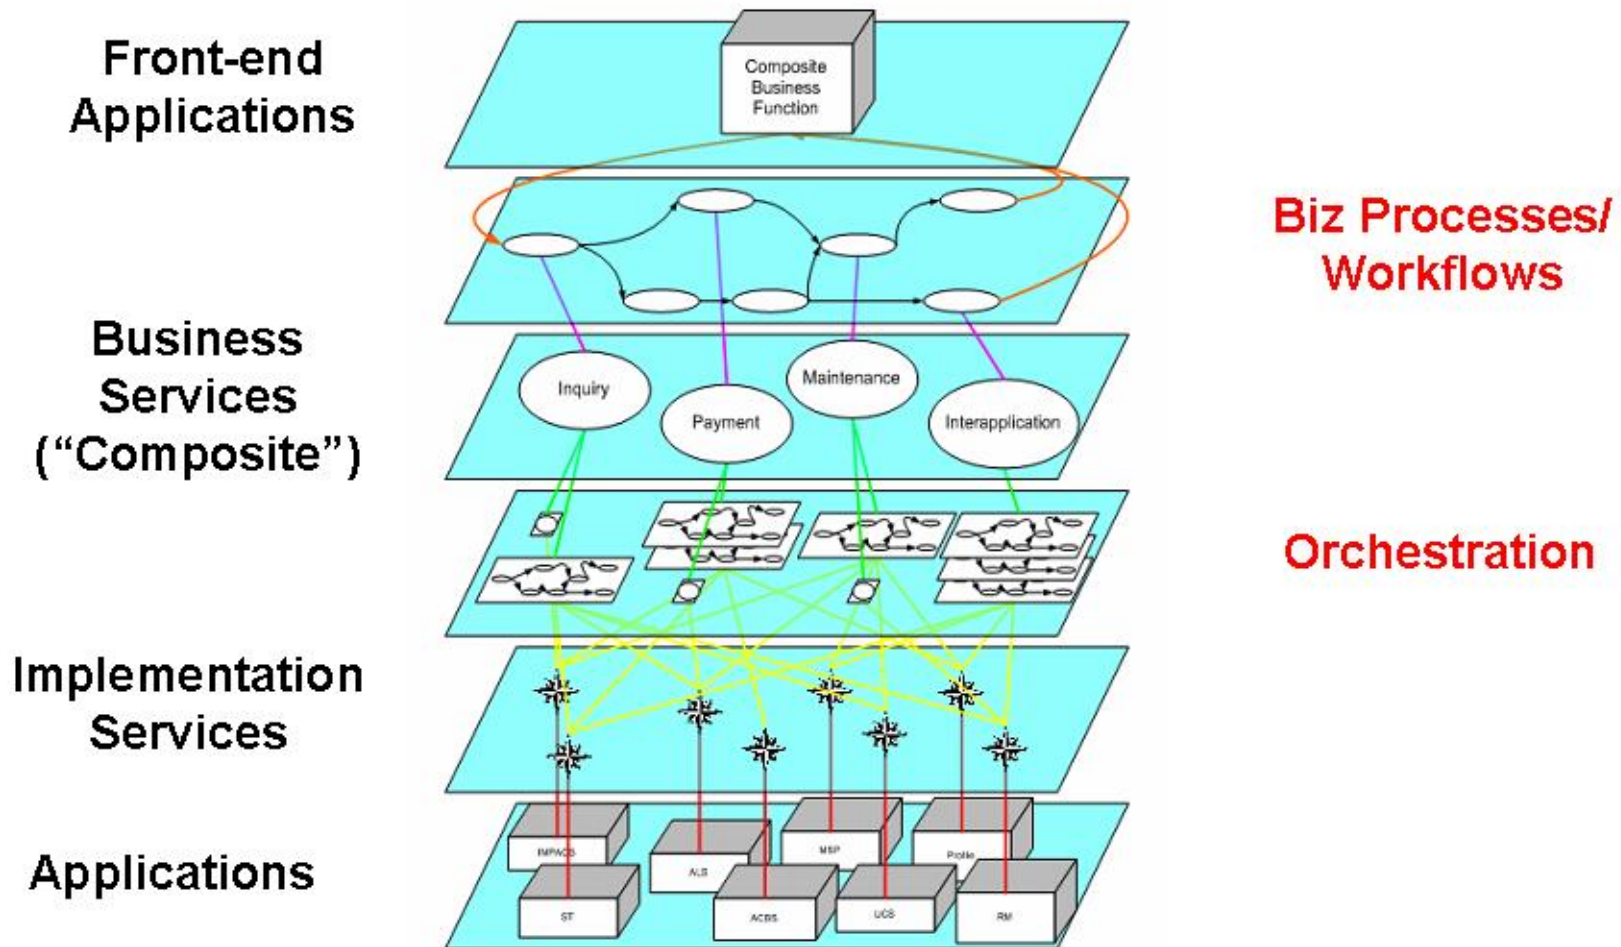 Front-end
Applications
Composite
Business
Function
Biz Processes/
Workflows
Business
Services
(“Composite”)
Inquiry
Payment
Maintenance
Interapplication
Orchestration
Implementation
Services
Applications
IMPACS
ALS
MSP
Profile
ST
ACBS
UCS
RM